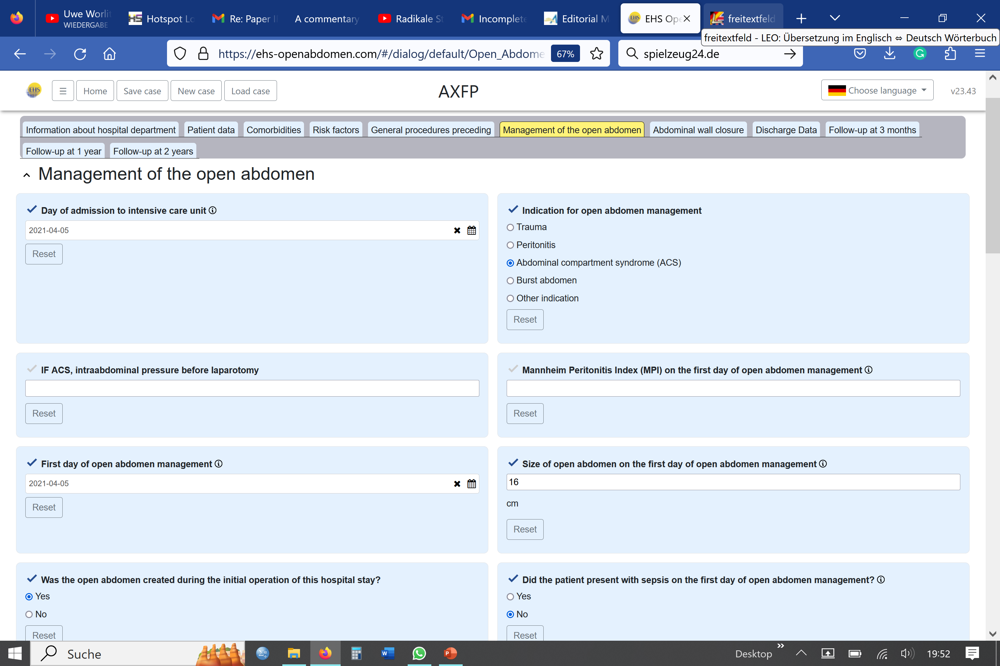 Uwe Worlit
WIEDERGABE
Hotspot Lo
Re: Paper I
A commentary
Radikale St
Incomplete
Editorial M
EHS Ope
freitextfeld
freitextfeld - LEO: Übersetzung im Englisch ⇔ Deutsch Wörterbuch
https://ehs-openabdomen.com/#/dialog/default/Open_Abdome
67%
spielzeug24.de
EHS
Home
Save case
New case
Load case
AXFP
Choose language
v23.43
Information about hospital department
Patient data
Comorbidities
Risk factors
General procedures preceding
Management of the open abdomen
Abdominal wall closure
Discharge Data
Follow-up at 3 months
Follow-up at 1 year
Follow-up at 2 years
Management of the open abdomen
Day of admission to intensive care unit
2021-04-05
Reset
Indication for open abdomen management
Trauma
Peritonitis
Abdominal compartment syndrome (ACS)
Burst abdomen
Other indication
Reset
IF ACS, intraabdominal pressure before laparotomy
Reset
Mannheim Peritonitis Index (MPI) on the first day of open abdomen management
Reset
First day of open abdomen management
2021-04-05
Reset
Size of open abdomen on the first day of open abdomen management
16
cm
Reset
Was the open abdomen created during the initial operation of this hospital stay?
Yes
No
Reset
Did the patient present with sepsis on the first day of open abdomen management?
Yes
No
Reset
Suche
Desktop
19:52